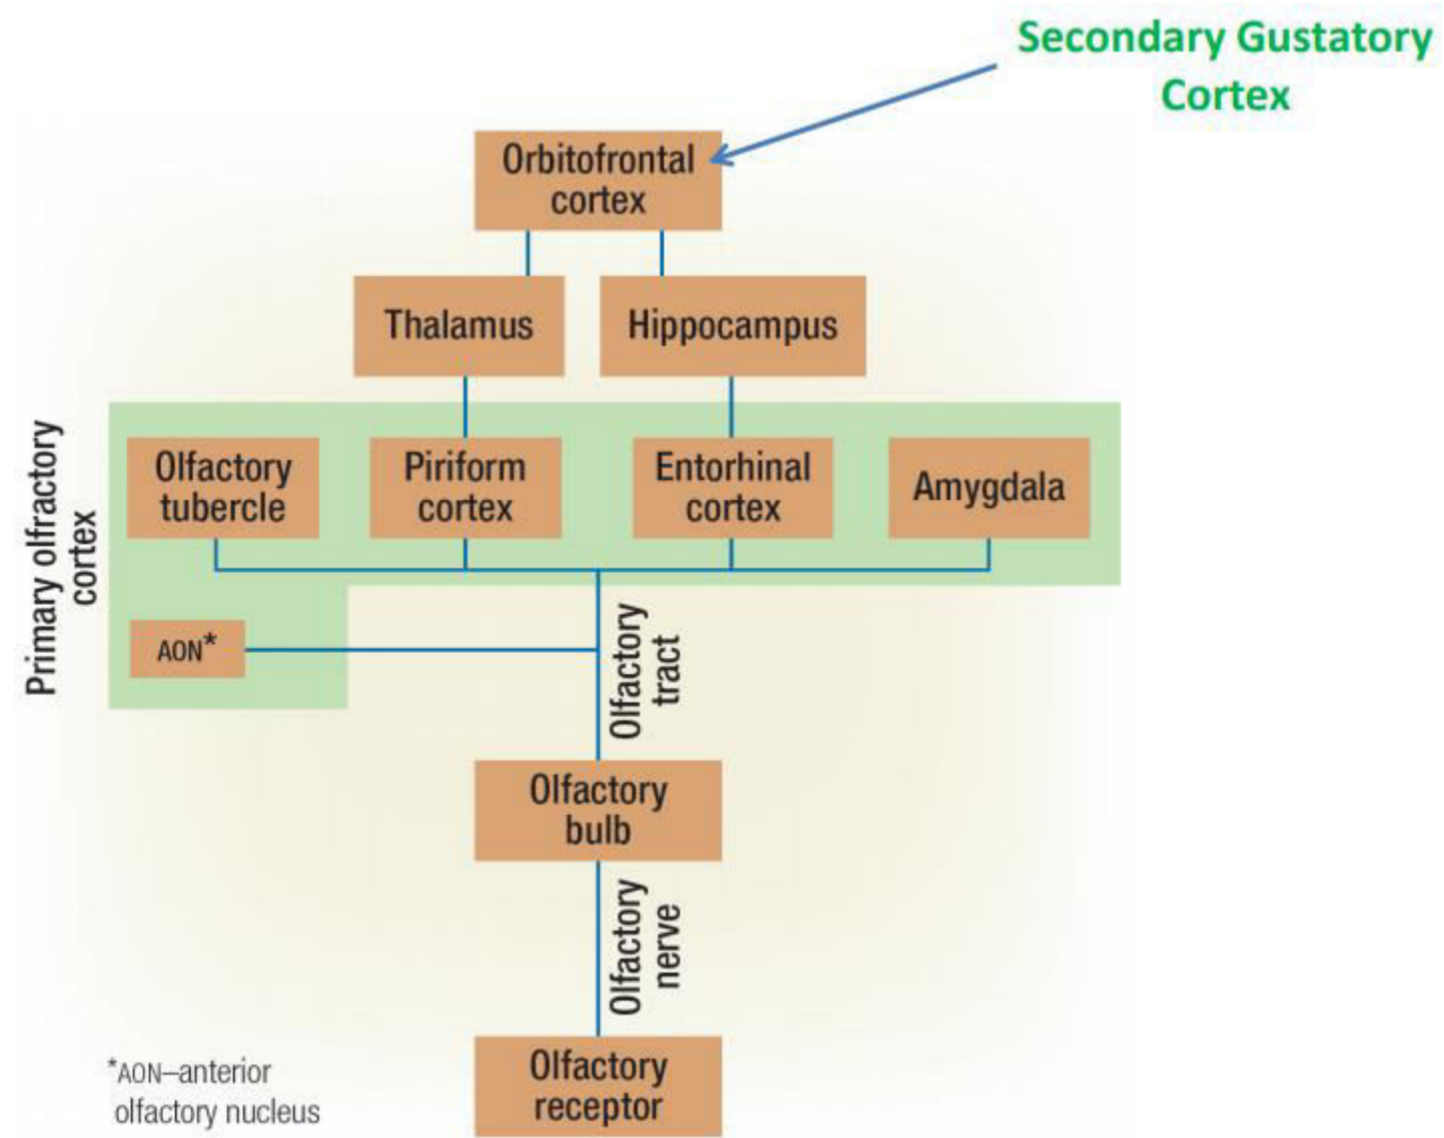 Secondary Gustatory
Cortex
Orbitofrontal
cortex
Thalamus
Hippocampus
Primary olfractory
cortex
Olfactory
tubercle
Piriform
cortex
Entorhinal
cortex
Amygdala
AON*
Olfactory
tract
Olfactory
bulb
Olfactory
nerve
Olfactory
receptor
*AON–anterior
olfactory nucleus